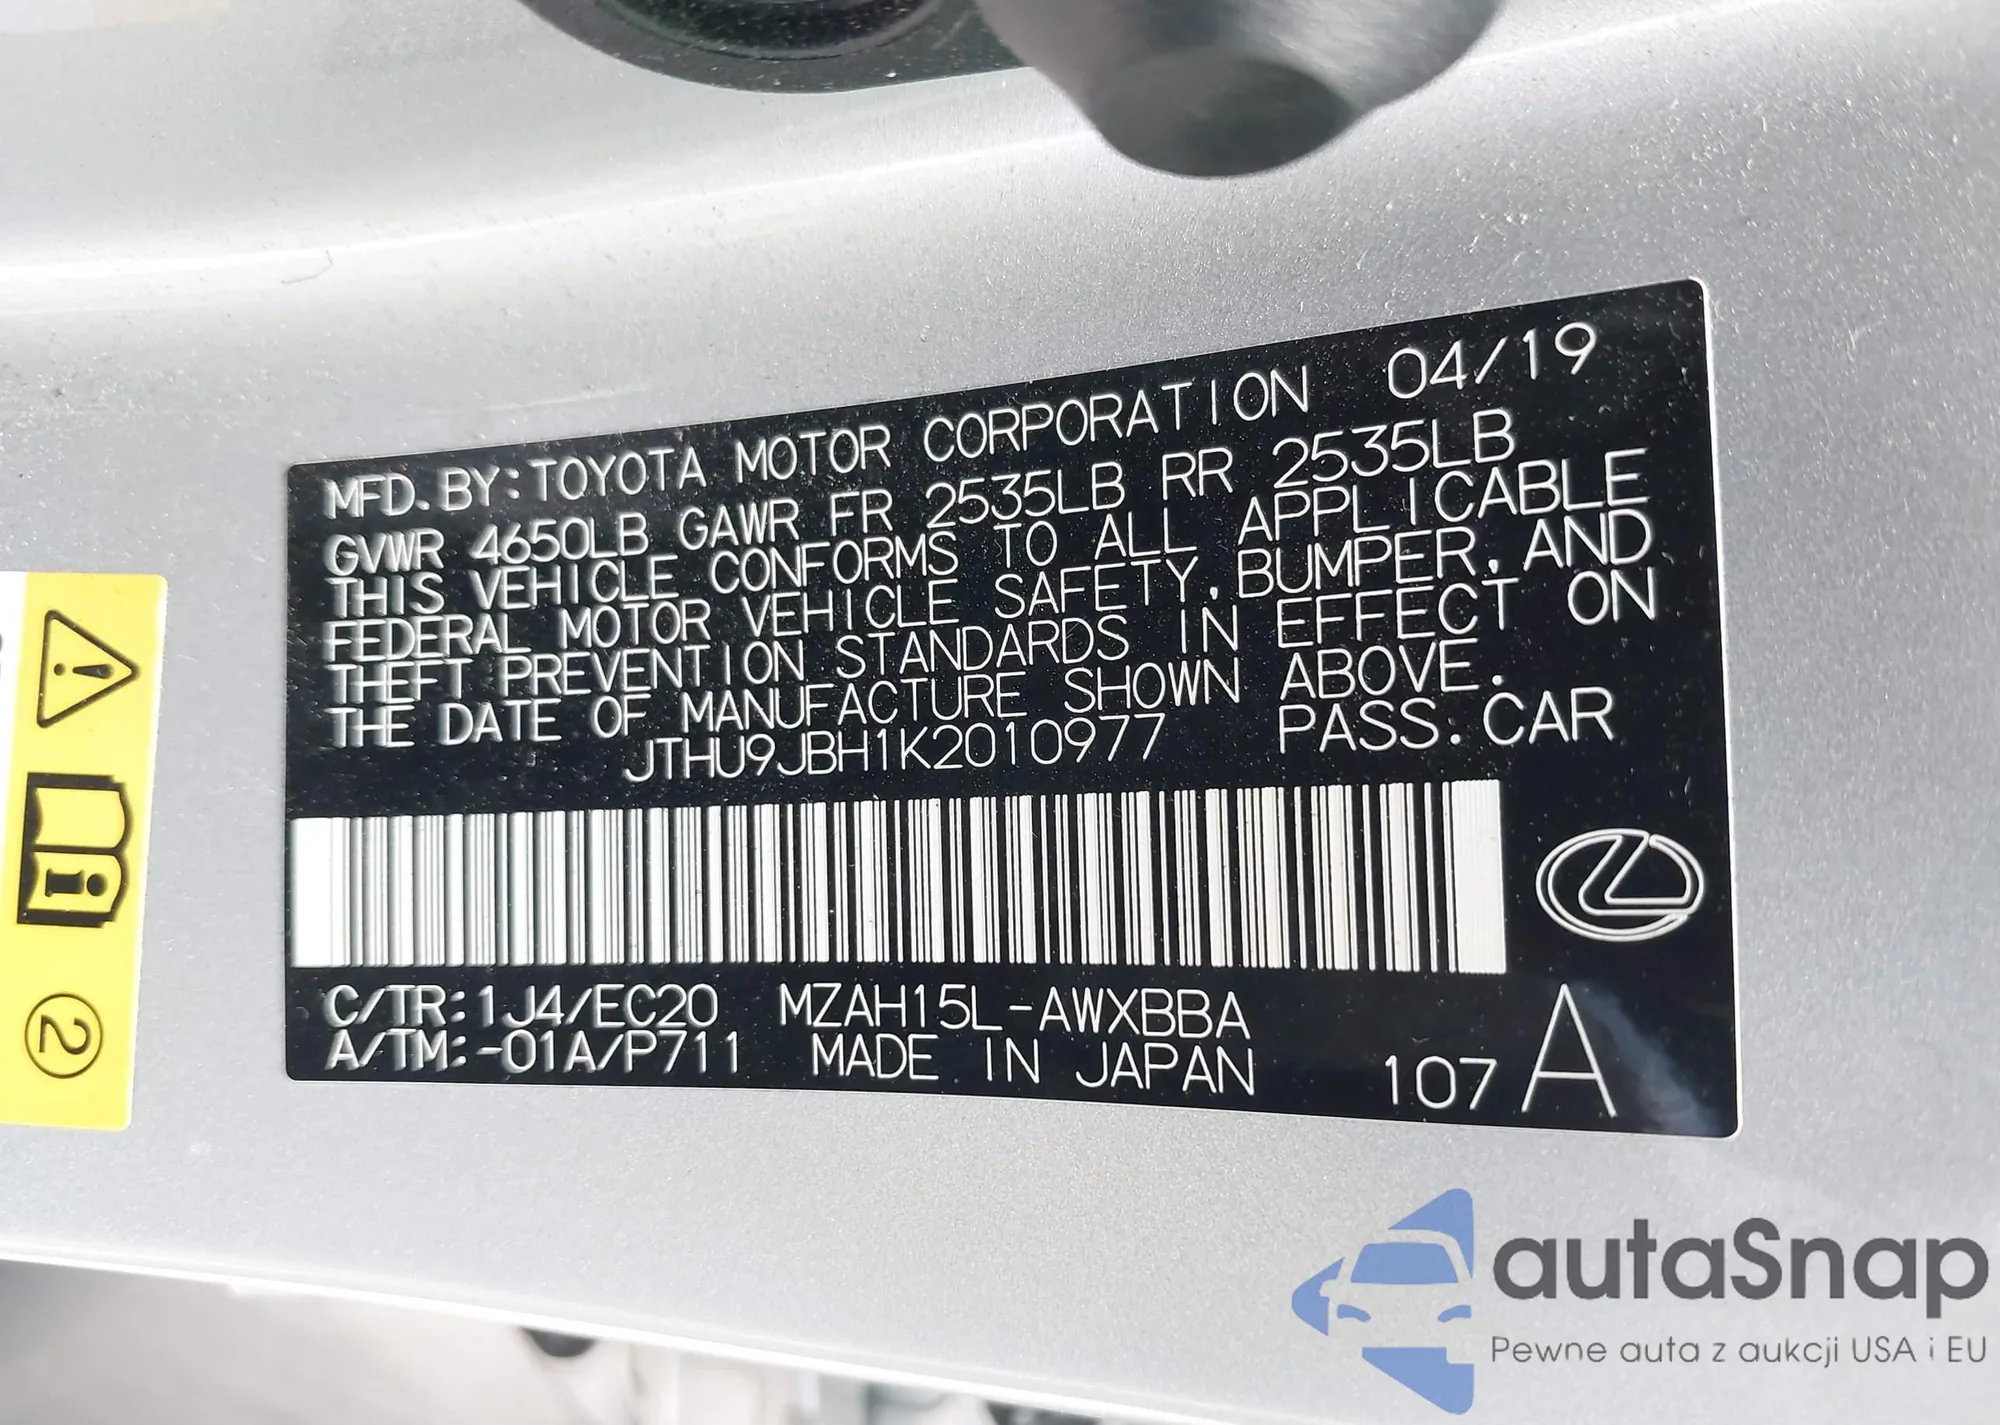 MFD. BY: TOYOTA MOTOR CORPORATION 04/19
GVWR 4650LB GAWR FR 2535LB RR 2535LB
THIS VEHICLE CONFORMS TO ALL APPLICABLE
FEDERAL MOTOR VEHICLE SAFETY, BUMPER, AND
THEFT PREVENTION STANDARDS IN EFFECT ON
THE DATE OF MANUFACTURE SHOWN ABOVE.
JTHU9JBH1K2010977 PASS. CAR
C/TR: 1J4/EC20 MZAH15L-AWXBBA
A/TM: -01A/P711 MADE IN JAPAN 107 A
2
autaSnap
Pewne auta z aukcji USA i EU